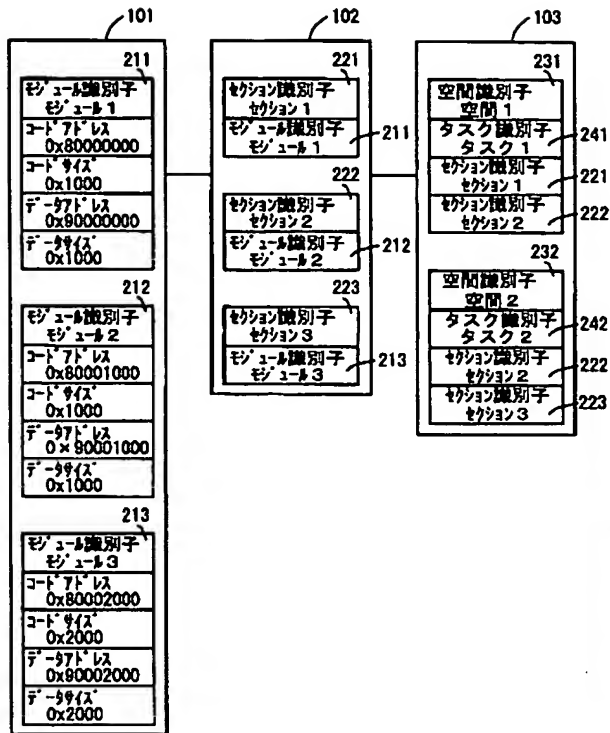 101
211
モジュール識別子
モジュール1
コードアドレス
0x80000000
コードサイズ
0x1000
データアドレス
0x90000000
データサイズ
0x1000
212
モジュール識別子
モジュール2
コードアドレス
0x80001000
コードサイズ
0x1000
データアドレス
0×90001000
データサイズ
0x1000
213
モジュール識別子
モジュール3
コードアドレス
0x80002000
コードサイズ
0x2000
データアドレス
0x90002000
データサイズ
0x2000
102
221
セクション識別子
セクション1
モジュール識別子
モジュール1
211
222
セクション識別子
セクション2
モジュール識別子
モジュール2
212
223
セクション識別子
セクション3
モジュール識別子
モジュール3
213
103
231
空間識別子
空間1
タスク識別子
タスク1
241
セクション識別子
セクション1
221
セクション識別子
セクション2
222
232
空間識別子
空間2
タスク識別子
タスク2
242
セクション識別子
セクション2
222
セクション識別子
セクション3
223